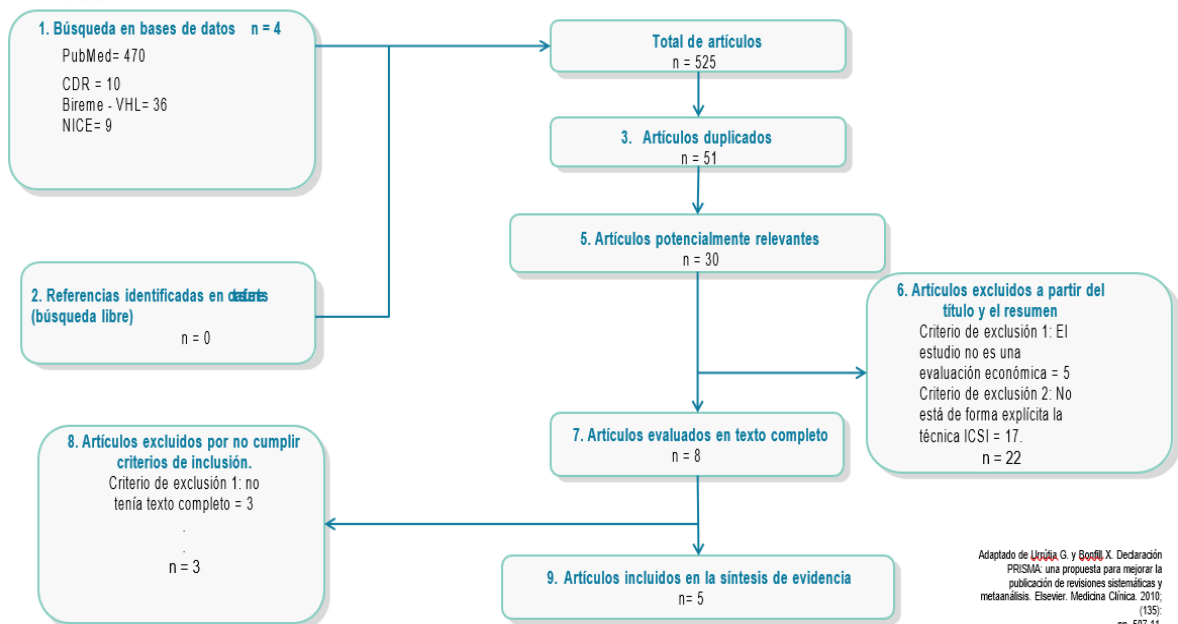 1. Búsqueda en bases de datos n = 4
PubMed= 470
CDR = 10
Bireme - VHL= 36
NICE= 9
Total de artículos
n = 525
3. Artículos duplicados
n = 51
5. Artículos potencialmente relevantes
n = 30
2. Referencias identificadas en
(búsqueda libre)
n = 0
6. Artículos excluidos a partir del
título y el resumen
Criterio de exclusión 1: El
estudio no es una
evaluación económica = 5
Criterio de exclusión 2: No
está de forma explícita la
técnica ICSI = 17.
n = 22
7. Artículos evaluados en texto completo
n = 8
8. Artículos excluidos por no cumplir
criterios de inclusión.
Criterio de exclusión 1: no
tenía texto completo = 3
.
.
n = 3
9. Artículos incluidos en la síntesis de evidencia
n= 5
Adaptado de Urrútia G. y Bonfill X. Declaración
PRISMA: una propuesta para mejorar la
publicación de revisiones sistemáticas y
metaanálisis. Elsevier. Medicina Clínica. 2010;
(135):